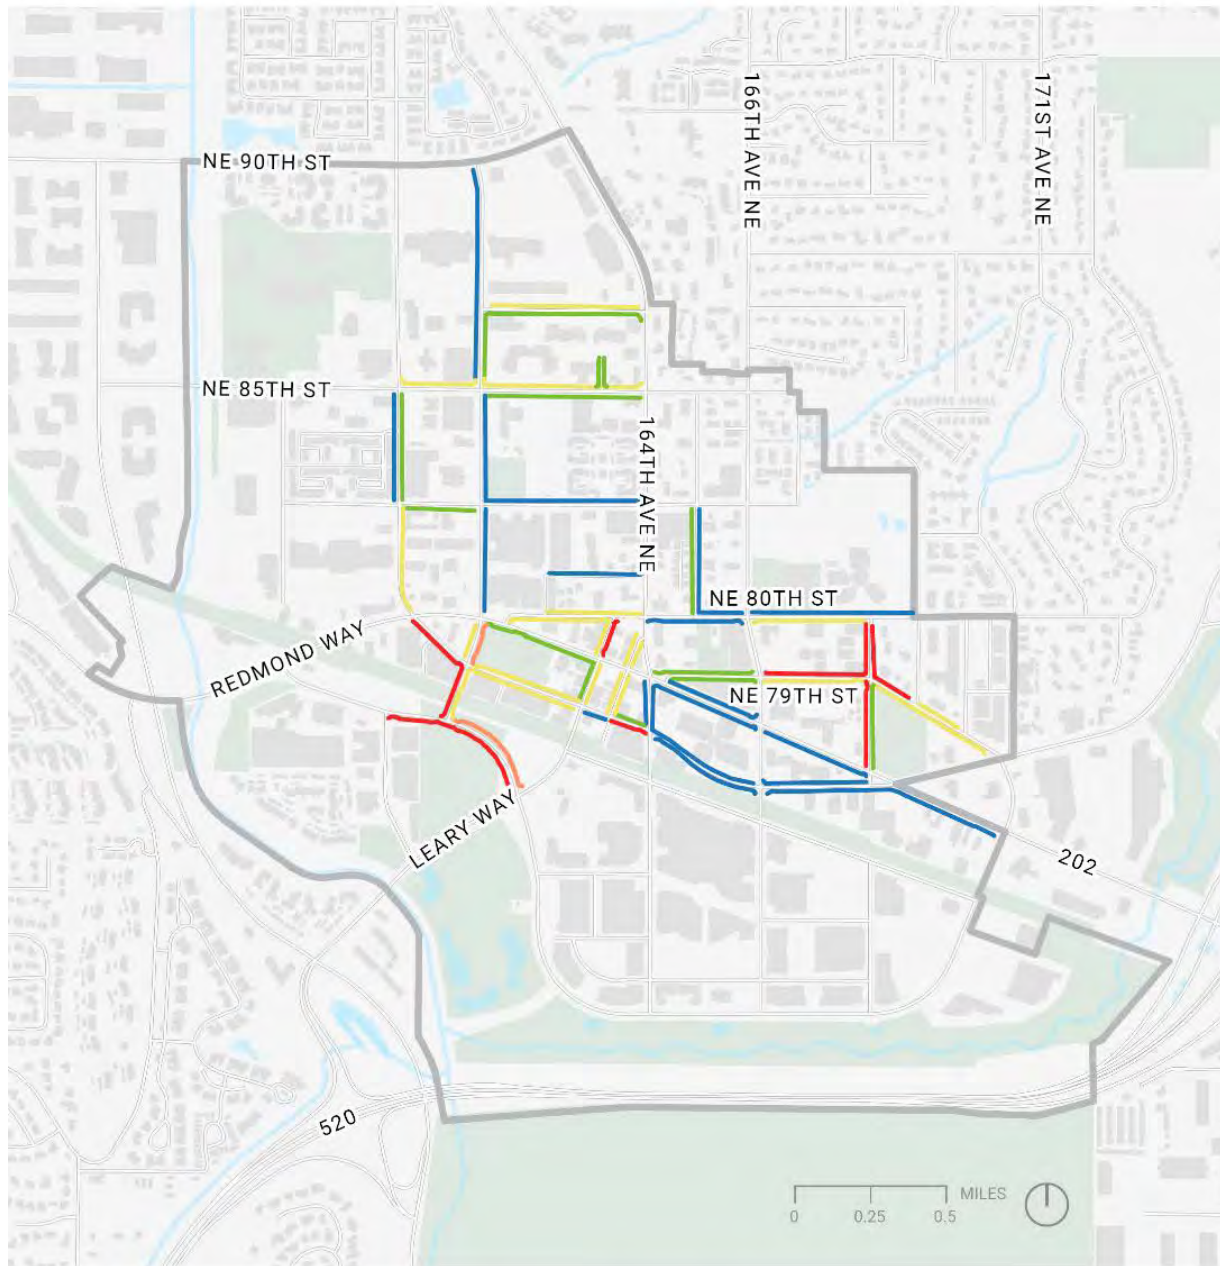 166TH AVE NE
171ST AVE NE
NE 90TH ST
NE 85TH ST
164TH AVE NE
NE 80TH ST
REDMOND WAY
NE 79TH ST
LEARY WAY
202
520
MILES
0 0.25 0.5